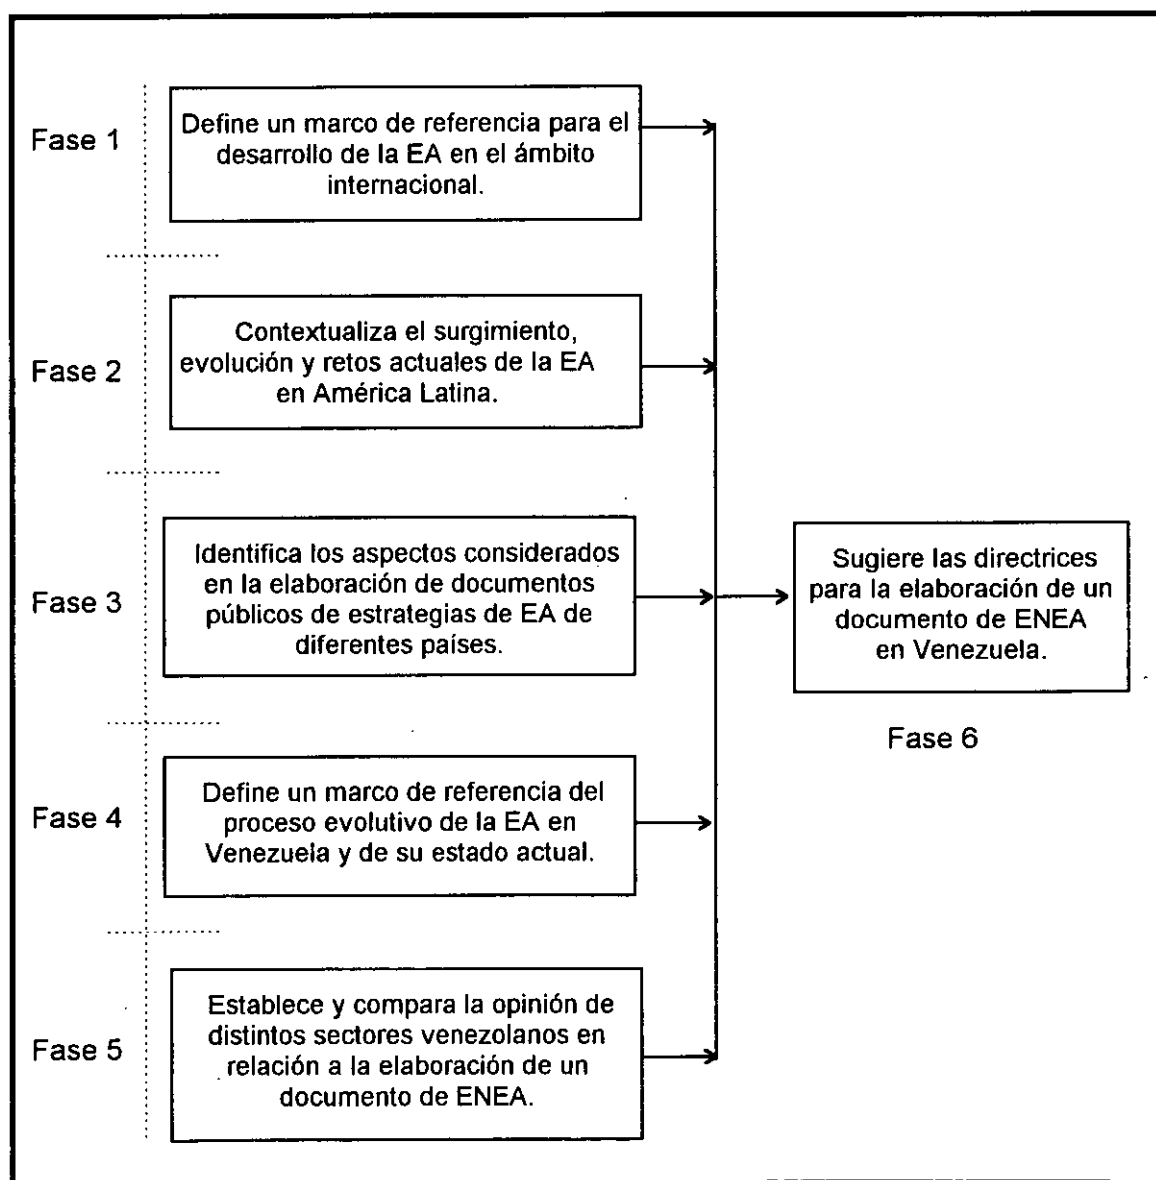 Fase 1
Define un marco de referencia para el
desarrollo de la EA en el ámbito
internacional.
Fase 2
Contextualiza el surgimiento,
evolución y retos actuales de la EA
en América Latina.
Fase 3
Identifica los aspectos considerados
en la elaboración de documentos
públicos de estrategias de EA de
diferentes países.
Sugiere las directrices
para la elaboración de un
documento de ENEA
en Venezuela.
Fase 6
Fase 4
Define un marco de referencia del
proceso evolutivo de la EA en
Venezuela y de su estado actual.
Fase 5
Establece y compara la opinión de
distintos sectores venezolanos en
relación a la elaboración de un
documento de ENEA.